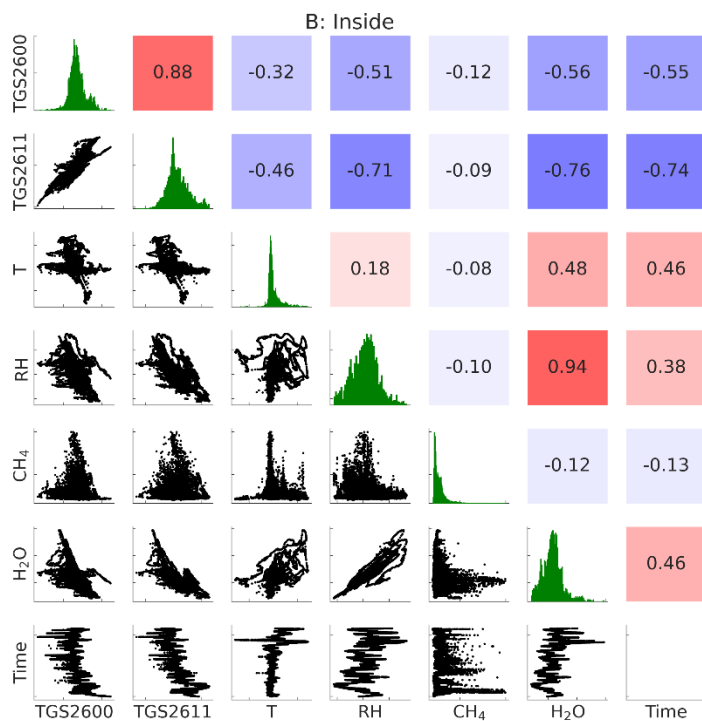 B: Inside
TGS2600
0.88 -0.32 -0.51 -0.12 -0.56 -0.55
TGS2611
-0.46 -0.71 -0.09 -0.76 -0.74
T
0.18 -0.08 0.48 0.46
RH
-0.10 0.94 0.38
CH₄
-0.12 -0.13
H₂O
0.46
Time
TGS2600 TGS2611 T RH CH₄ H₂O Time